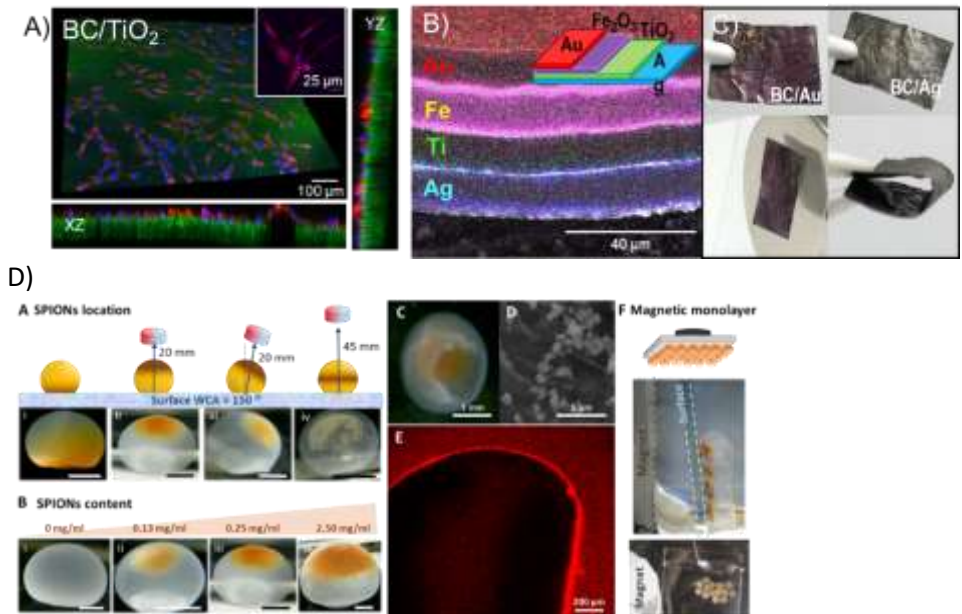 A)
BC/TiO₂
25 µm
100 µm
XZ
YZ
B)
Fe₂O₃
TiO₂
Au
A
g
Au
Fe
Ti
Ag
40 µm
C)
BC/Au
BC/Ag
D)
A SPIONs location
20 mm
20 mm
45 mm
Surface WCA = 150 º
i
ii
iii
iv
B SPIONs content
0 mg/ml
0.13 mg/ml
0.25 mg/ml
2.50 mg/ml
i
ii
iii
C
1 mm
D
E
200 µm
F Magnetic monolayer
Magnet
Magnet